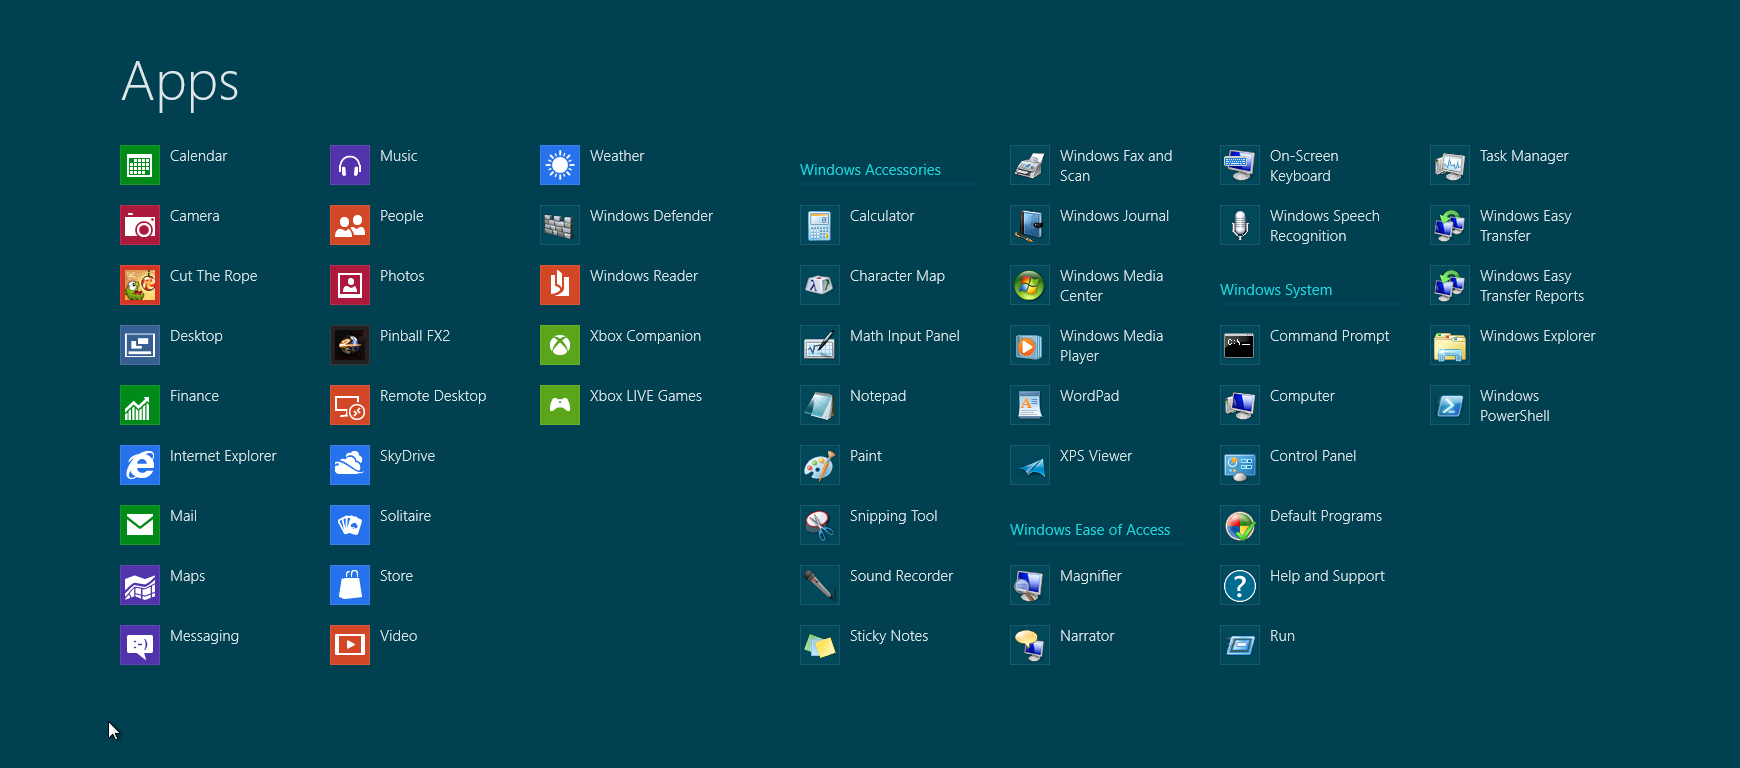 Apps
Calendar
Camera
Cut The Rope
Desktop
Finance
Internet Explorer
Mail
Maps
Messaging
Music
People
Photos
Pinball FX2
Remote Desktop
SkyDrive
Solitaire
Store
Video
Weather
Windows Defender
Windows Reader
Xbox Companion
Xbox LIVE Games
Windows Accessories
Calculator
Character Map
Math Input Panel
Notepad
Paint
Snipping Tool
Sound Recorder
Sticky Notes
Windows Fax and
Scan
Windows Journal
Windows Media
Center
Windows Media
Player
WordPad
XPS Viewer
Windows Ease of Access
Magnifier
Narrator
On-Screen
Keyboard
Windows Speech
Recognition
Windows System
Command Prompt
Computer
Control Panel
Default Programs
Help and Support
Run
Task Manager
Windows Easy
Transfer
Windows Easy
Transfer Reports
Windows Explorer
Windows
PowerShell